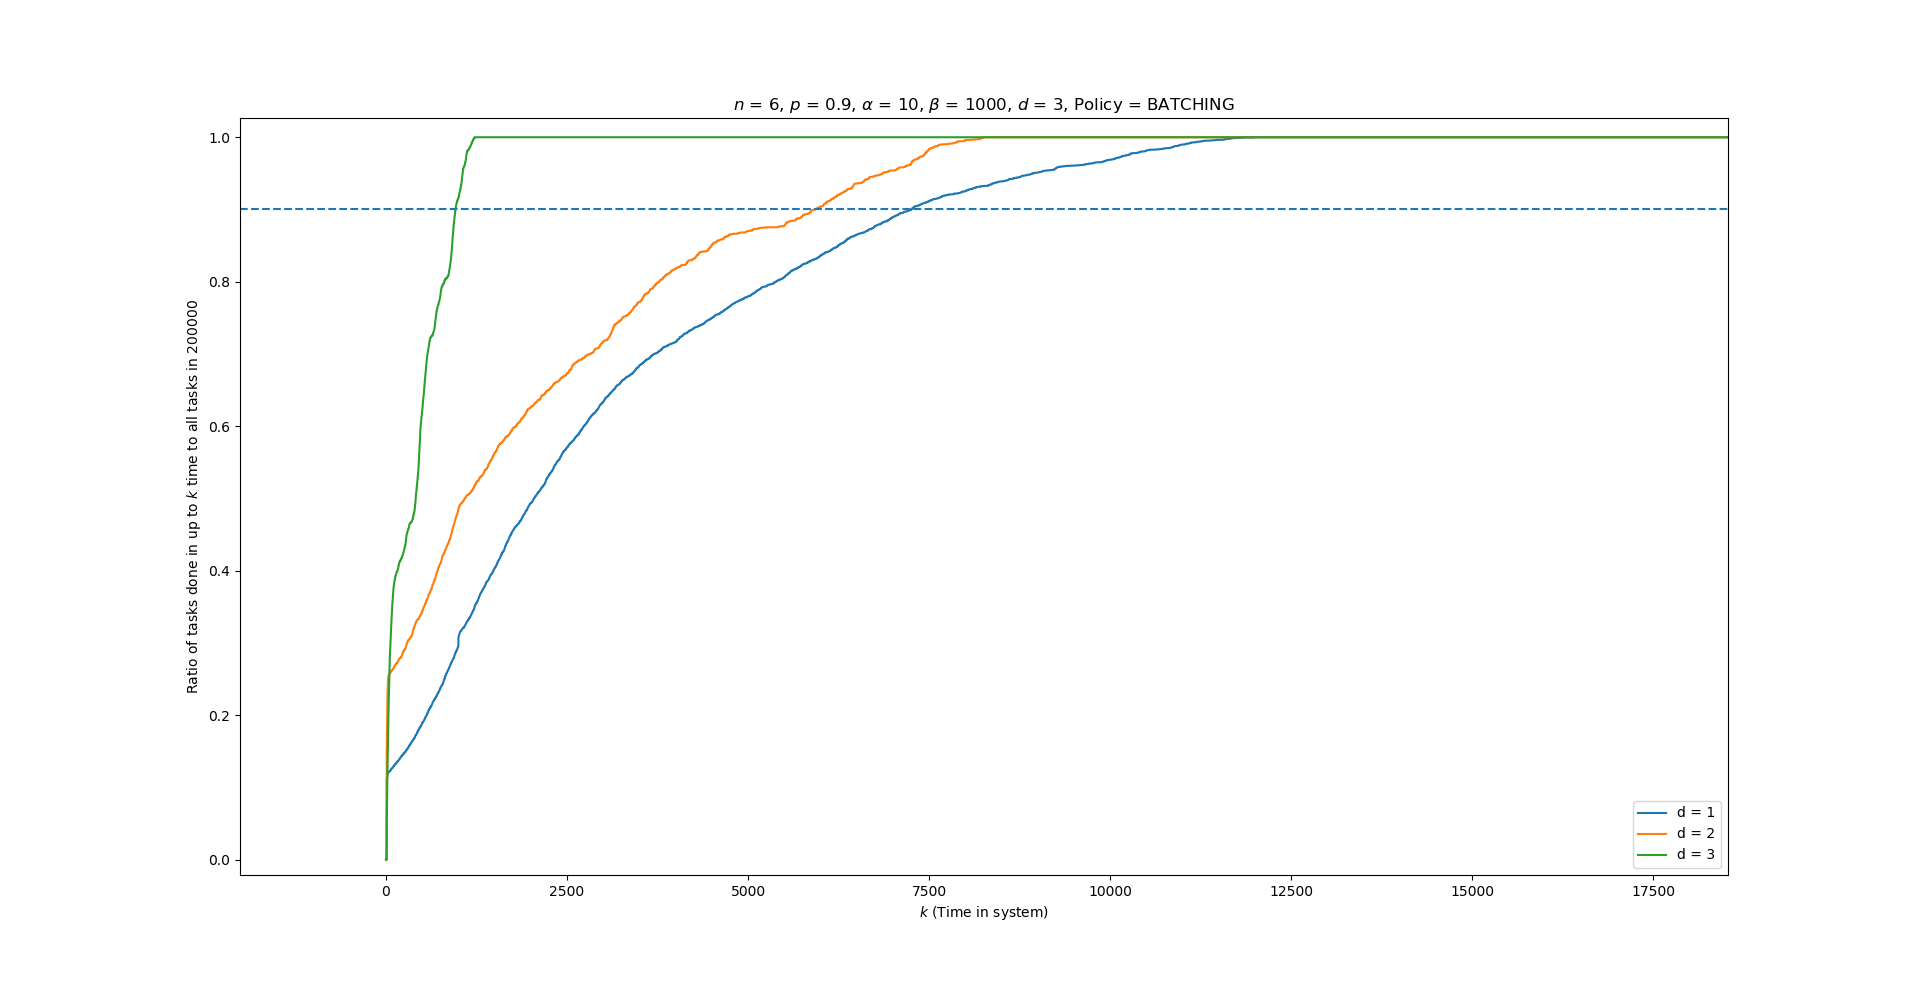 n = 6, p = 0.9, α = 10, β = 1000, d = 3, Policy = BATCHING
1.0
0.8
0.6
0.4
0.2
0.0
Ratio of tasks done in up to k time to all tasks in 200000
0 2500 5000 7500 10000 12500 15000 17500
k (Time in system)
d = 1
d = 2
d = 3